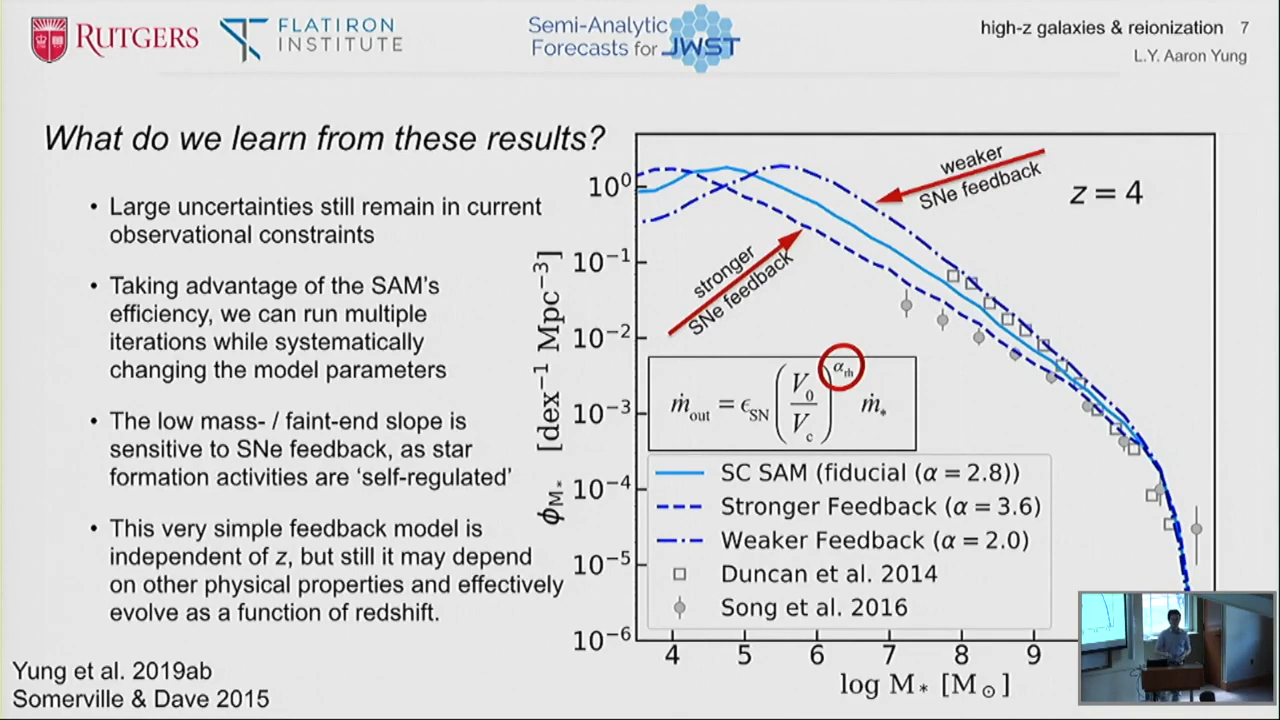 RUTGERS
FLATIRON
INSTITUTE
Semi-Analytic
Forecasts for JWST
high-z galaxies & reionization 7
L.Y. Aaron Yung
What do we learn from these results?
• Large uncertainties still remain in current
observational constraints
• Taking advantage of the SAM's
efficiency, we can run multiple
iterations while systematically
changing the model parameters
• The low mass- / faint-end slope is
sensitive to SNe feedback, as star
formation activities are 'self-regulated'
• This very simple feedback model is
independent of z, but still it may depend
on other physical properties and effectively
evolve as a function of redshift.
Yung et al. 2019ab
Somerville & Dave 2015
ϕ_M* [dex⁻¹ Mpc⁻³]
10⁰
10⁻¹
10⁻²
10⁻³
10⁻⁴
10⁻⁵
10⁻⁶
weaker
SNe feedback
z = 4
stronger
SNe feedback
ṁ_out = ϵ_SN (V_0 / V_c)^α_rh ṁ_*
SC SAM (fiducial (α = 2.8))
Stronger Feedback (α = 3.6)
Weaker Feedback (α = 2.0)
Duncan et al. 2014
Song et al. 2016
4 5 6 7 8 9
log M* [M⊙]